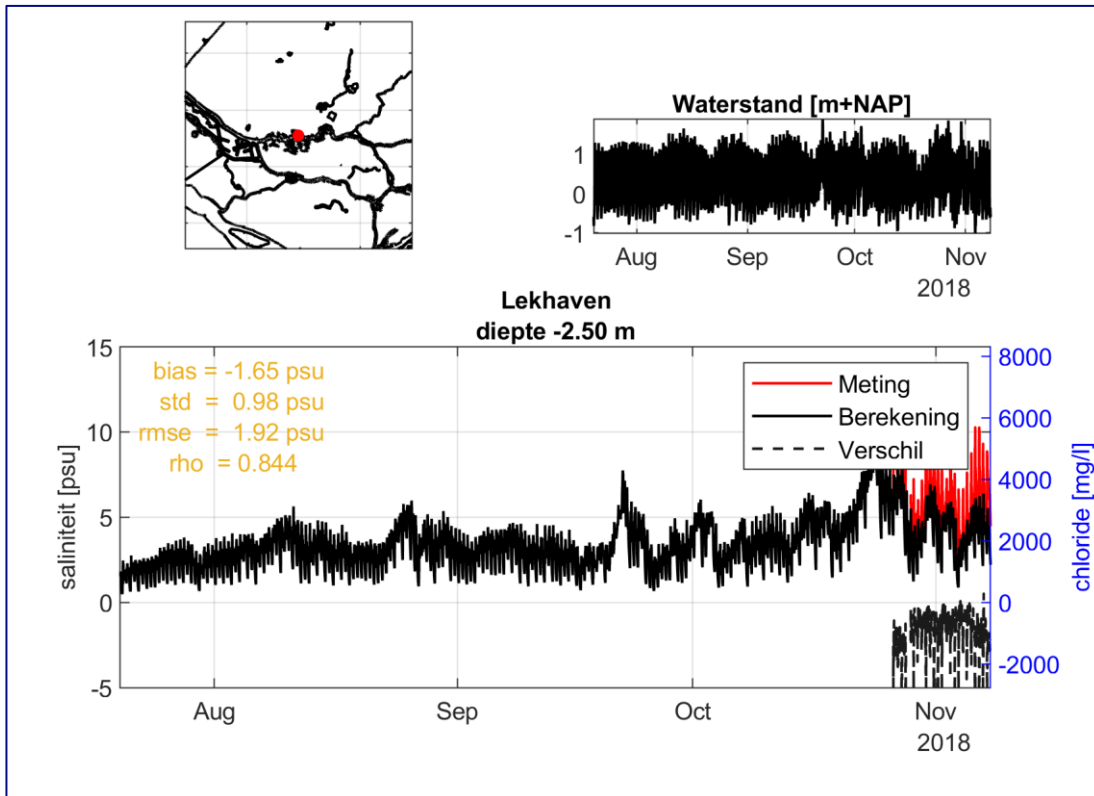 Waterstand [m+NAP]
1
0
-1
Aug Sep Oct Nov
2018
Lekhaven
diepte -2.50 m
15
10
5
0
-5
saliniteit [psu]
bias = -1.65 psu
std = 0.98 psu
rmse = 1.92 psu
rho = 0.844
Meting
Berekening
Verschil
8000
6000
4000
2000
0
-2000
chloride [mg/l]
Aug Sep Oct Nov
2018